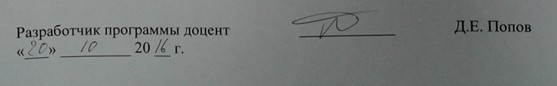 Разработчик программы доцент Д.Е. Попов
«20» 10 2016 г.